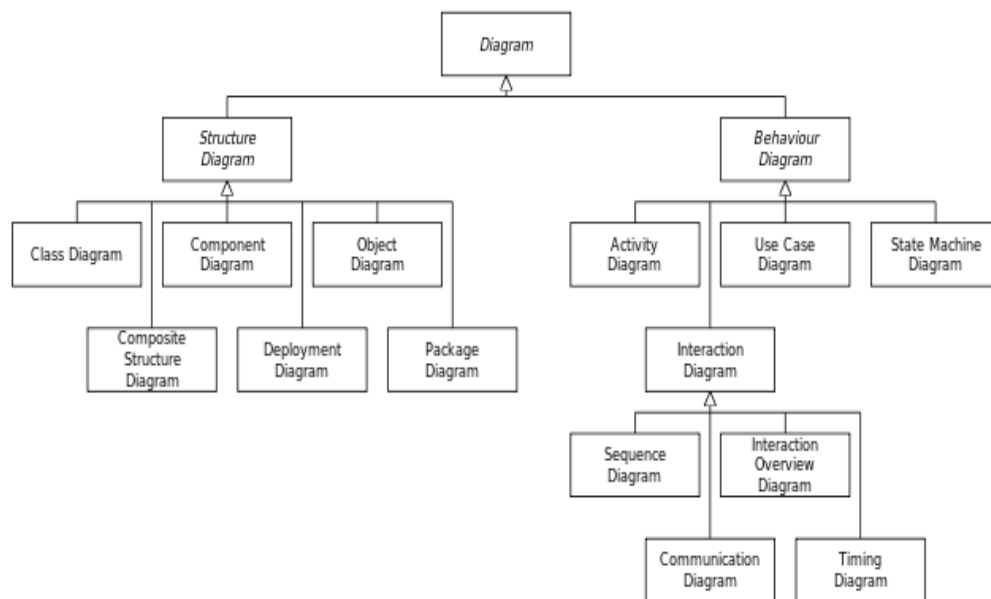 Diagram
Structure
Diagram
Behaviour
Diagram
Class Diagram
Component
Diagram
Object
Diagram
Activity
Diagram
Use Case
Diagram
State Machine
Diagram
Composite
Structure
Diagram
Deployment
Diagram
Package
Diagram
Interaction
Diagram
Sequence
Diagram
Interaction
Overview
Diagram
Communication
Diagram
Timing
Diagram